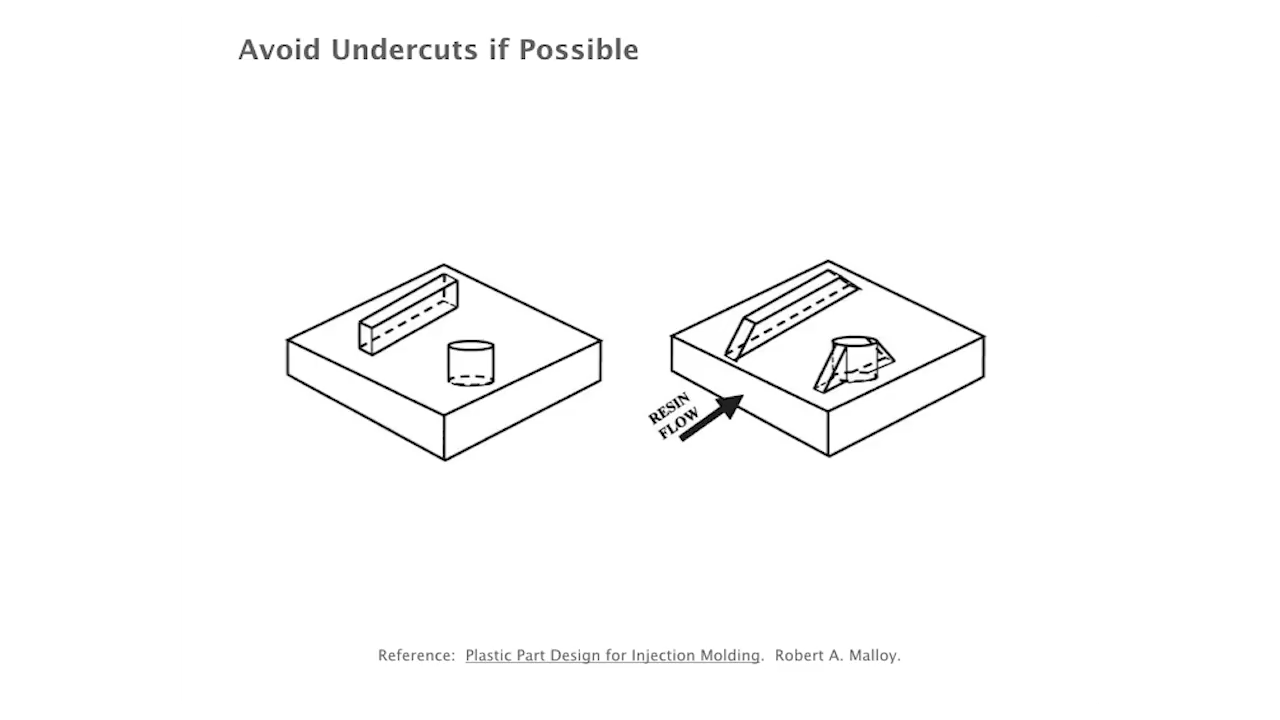 Avoid Undercuts if Possible
RESIN
FLOW
Reference: Plastic Part Design for Injection Molding. Robert A. Malloy.